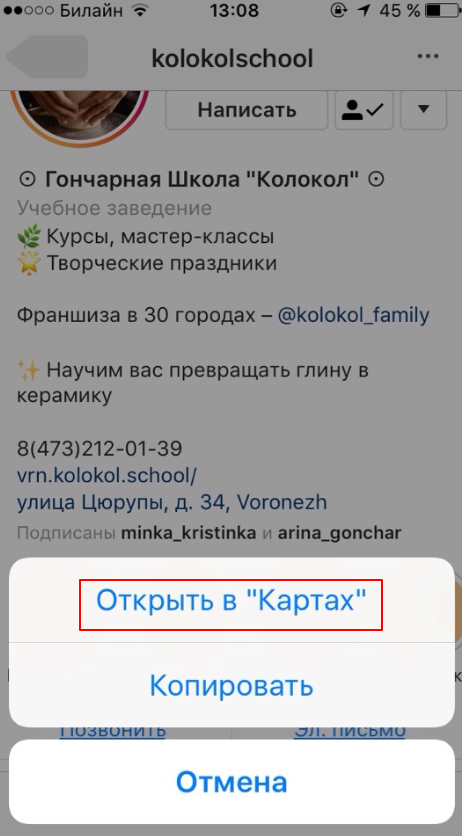 Билайн 13:08 45 %
kolokolschool
Написать
Гончарная Школа "Колокол"
Учебное заведение
Курсы, мастер-классы
Творческие праздники
Франшиза в 30 городах – @kolokol_family
Научим вас превращать глину в
керамику
8(473)212-01-39
vrn.kolokol.school/
улица Цюрупы, д. 34, Voronezh
Подписаны minka_kristinka и arina_gonchar
Открыть в "Картах"
Копировать
Позвонить Эл. письмо
Отмена